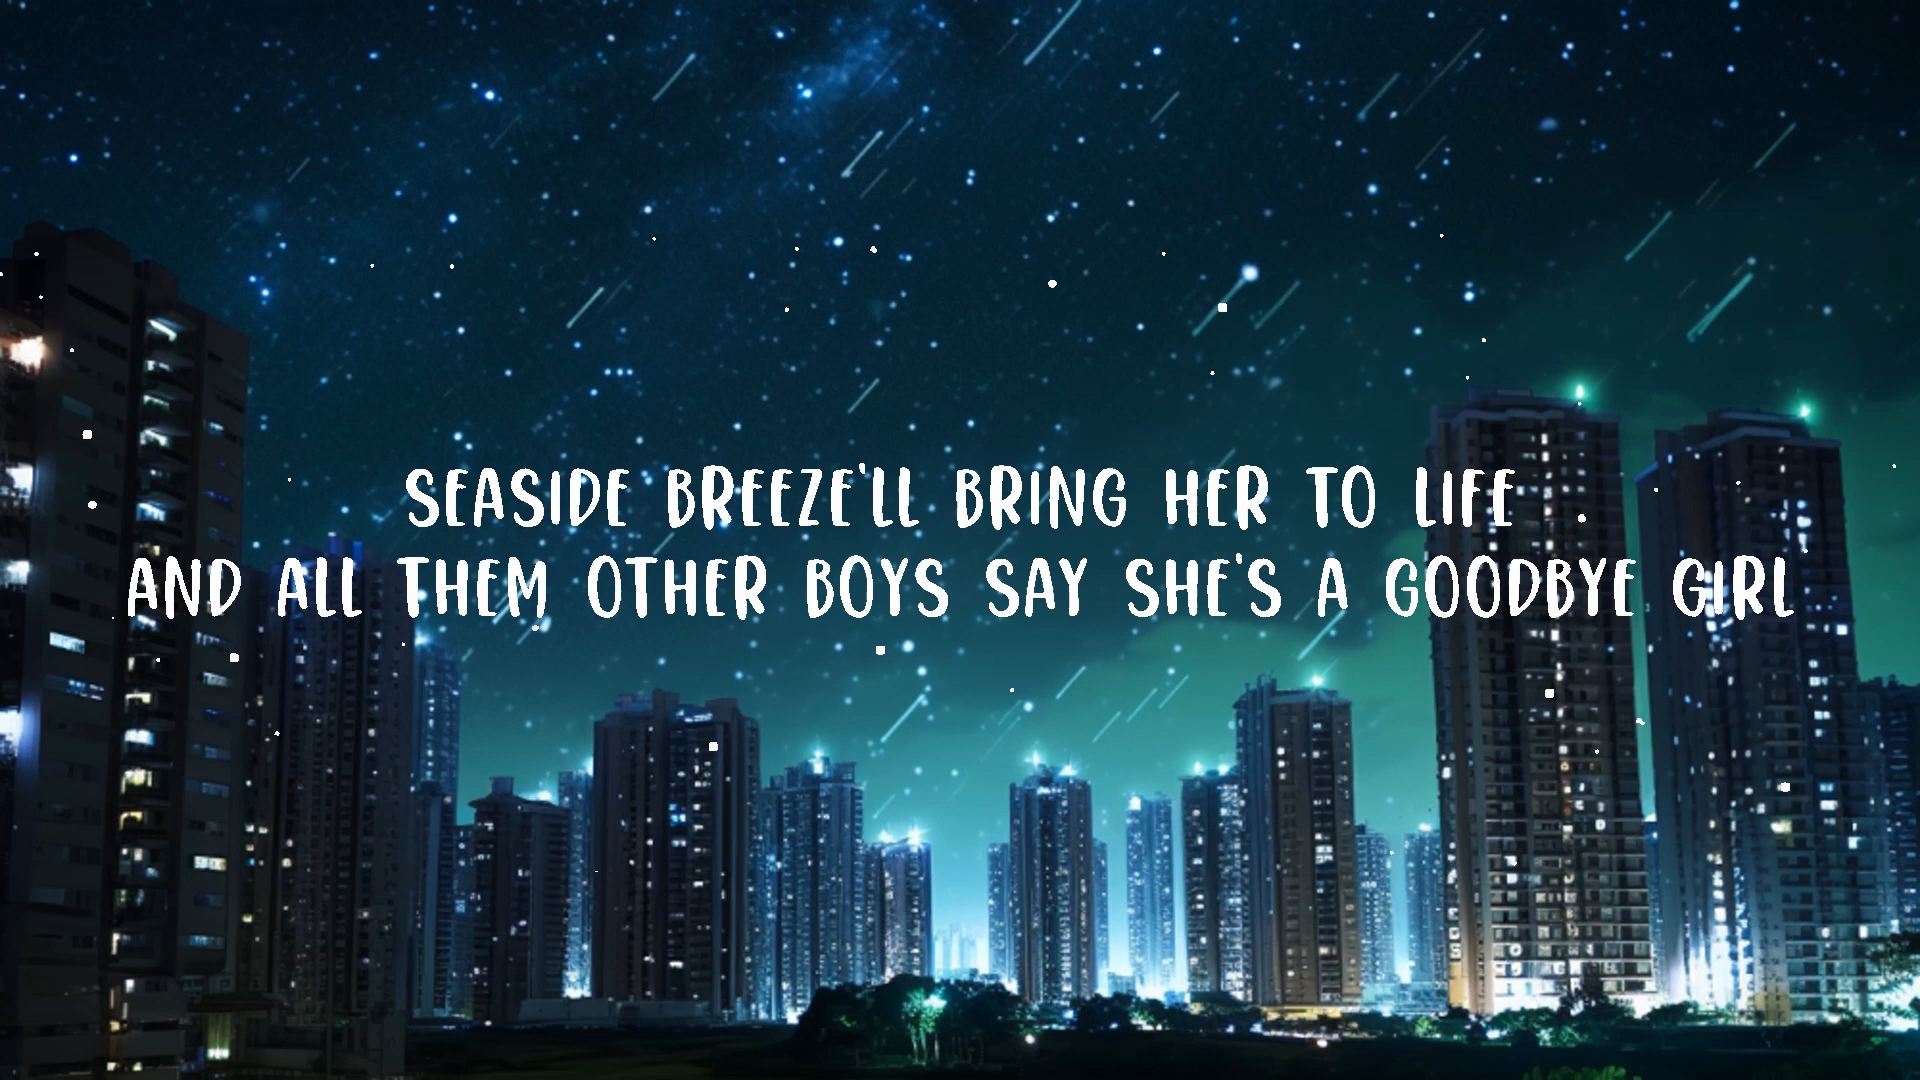 SEASIDE BREEZE'LL BRING HER TO LIFE
AND ALL THEM OTHER BOYS SAY SHE'S A GOODBYE GIRL